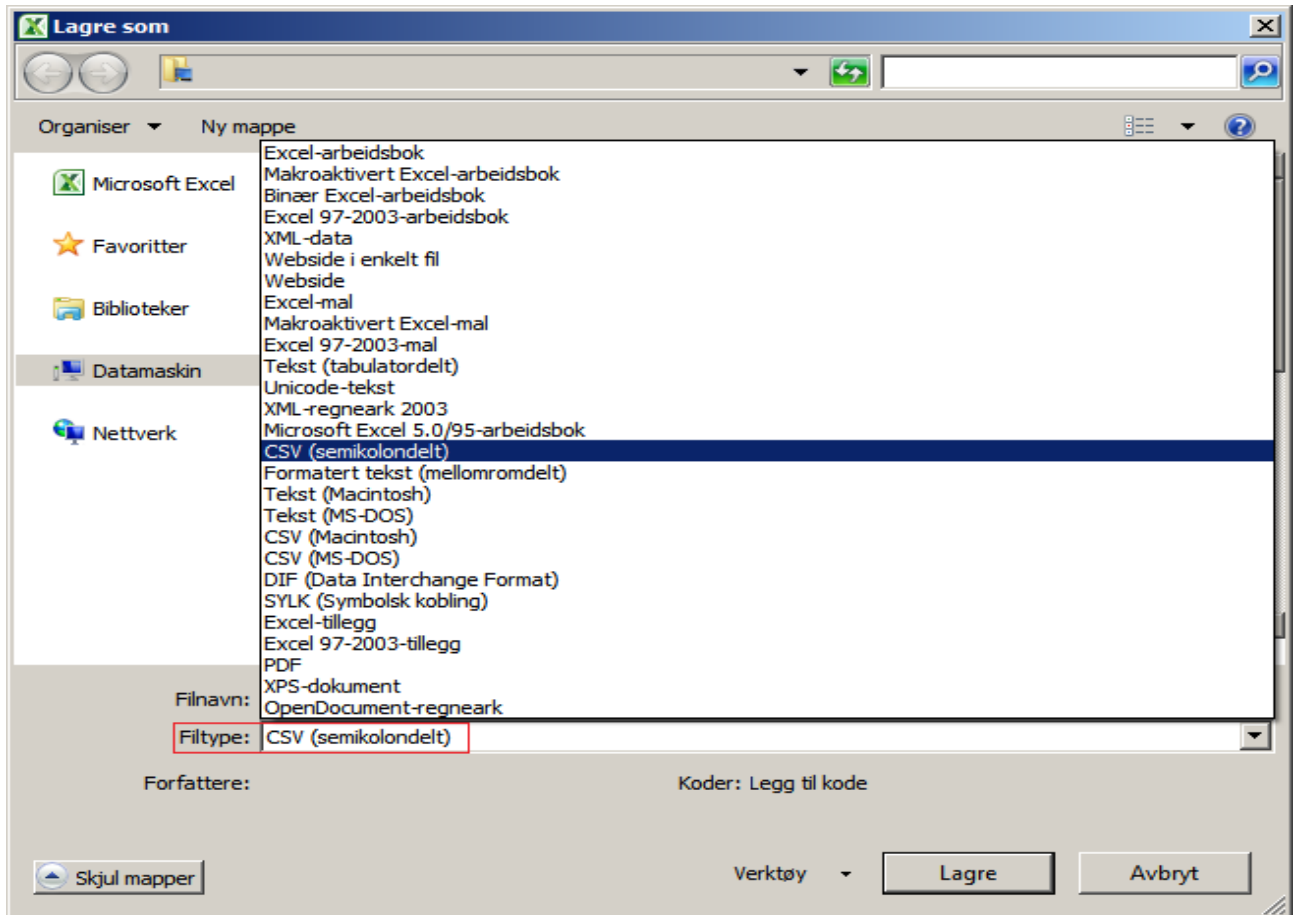 Lagre som
Organiser Ny mappe
Microsoft Excel
Favoritter
Biblioteker
Datamaskin
Nettverk
Excel-arbeidsbok
Makroaktivert Excel-arbeidsbok
Binær Excel-arbeidsbok
Excel 97-2003-arbeidsbok
XML-data
Webside i enkelt fil
Webside
Excel-mal
Makroaktivert Excel-mal
Excel 97-2003-mal
Tekst (tabulatordelt)
Unicode-tekst
XML-regneark 2003
Microsoft Excel 5.0/95-arbeidsbok
CSV (semikolondelt)
Formatert tekst (mellomromdelt)
Tekst (Macintosh)
Tekst (MS-DOS)
CSV (Macintosh)
CSV (MS-DOS)
DIF (Data Interchange Format)
SYLK (Symbolsk kobling)
Excel-tillegg
Excel 97-2003-tillegg
PDF
XPS-dokument
OpenDocument-regneark
Filnavn:
Filtype: CSV (semikolondelt)
Forfattere: Koder: Legg til kode
Skjul mapper Verktøy Lagre Avbryt